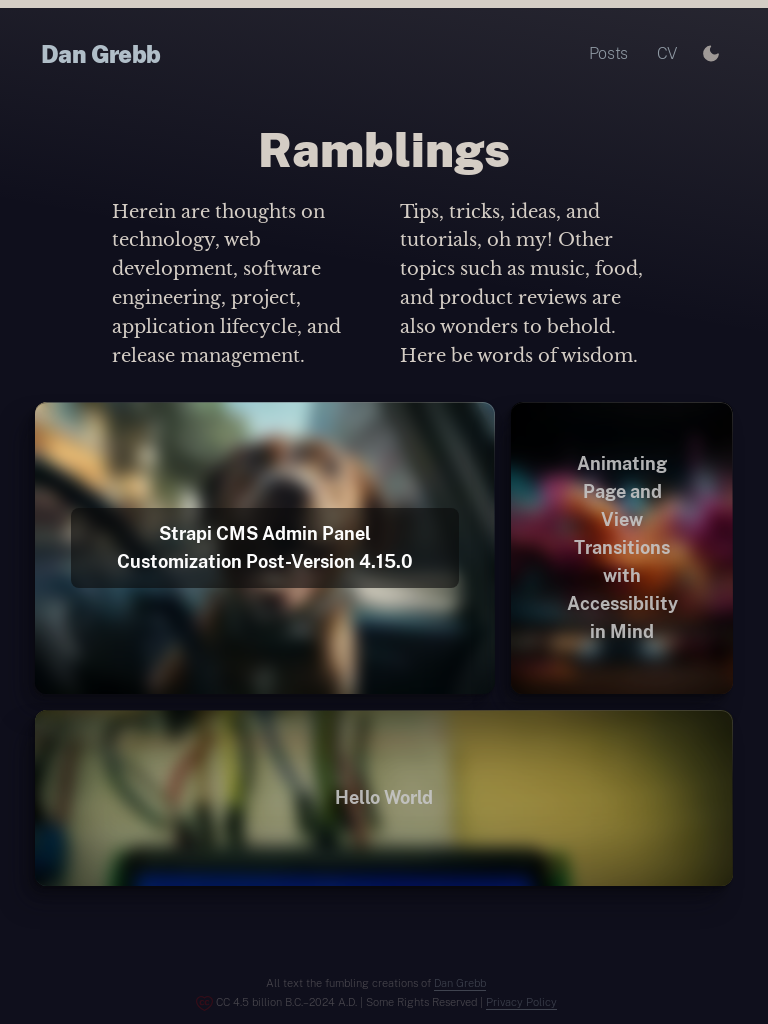 Dan Grebb
Posts CV
Ramblings
Herein are thoughts on
technology, web
development, software
engineering, project,
application lifecycle, and
release management.
Tips, tricks, ideas, and
tutorials, oh my! Other
topics such as music, food,
and product reviews are
also wonders to behold.
Here be words of wisdom.
Strapi CMS Admin Panel
Customization Post-Version 4.15.0
Animating
Page and
View
Transitions
with
Accessibility
in Mind
Hello World
All text the fumbling creations of Dan Grebb
CC 4.5 billion B.C.–2024 A.D. | Some Rights Reserved | Privacy Policy